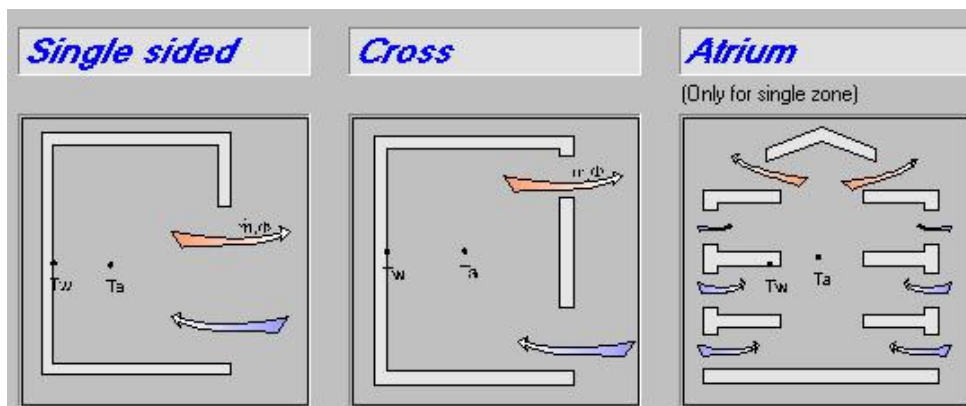 Single sided
Cross
Atrium
(Only for single zone)
ṁ,Φ
Tw
Ta
Tw
Ta
Tw
Ta